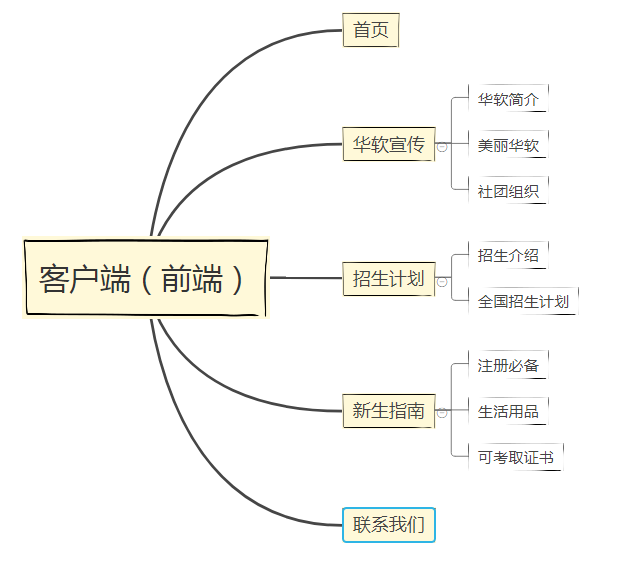 首页
华软宣传
华软简介
美丽华软
社团组织
客户端（前端）
招生计划
招生介绍
全国招生计划
新生指南
注册必备
生活用品
可考取证书
联系我们